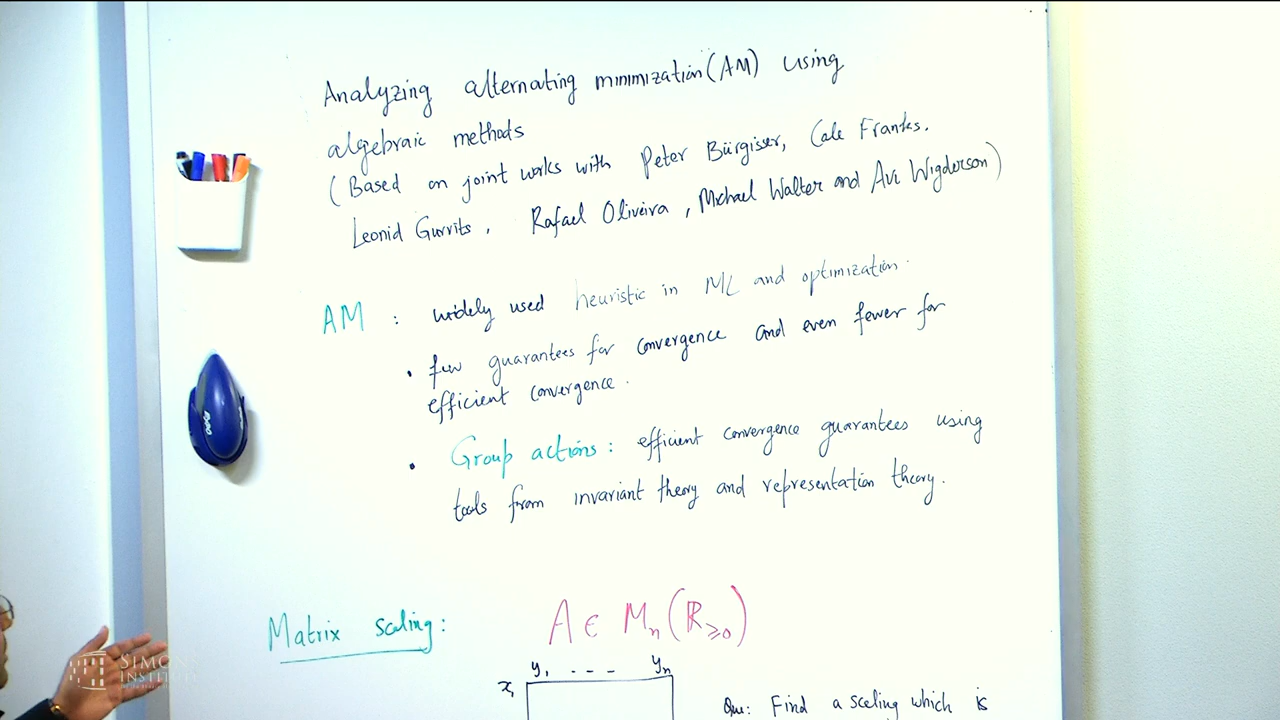 Analyzing alternating minimization (AM) using
algebraic methods
(Based on joint works with Peter Bürgisser, Cole Franks,
Leonid Gurvits, Rafael Oliveira, Michael Walter and Avi Wigderson)
AM : widely used heuristic in ML and optimization.
• few guarantees for convergence and even fewer for
efficient convergence.
• Group actions: efficient convergence guarantees using
tools from invariant theory and representation theory.
Matrix scaling: A ∈ Mₙ(ℝ≥0)
y₁ - - - yₙ
x₁
Que: Find a scaling which is
SIMONS
INSTITUTE